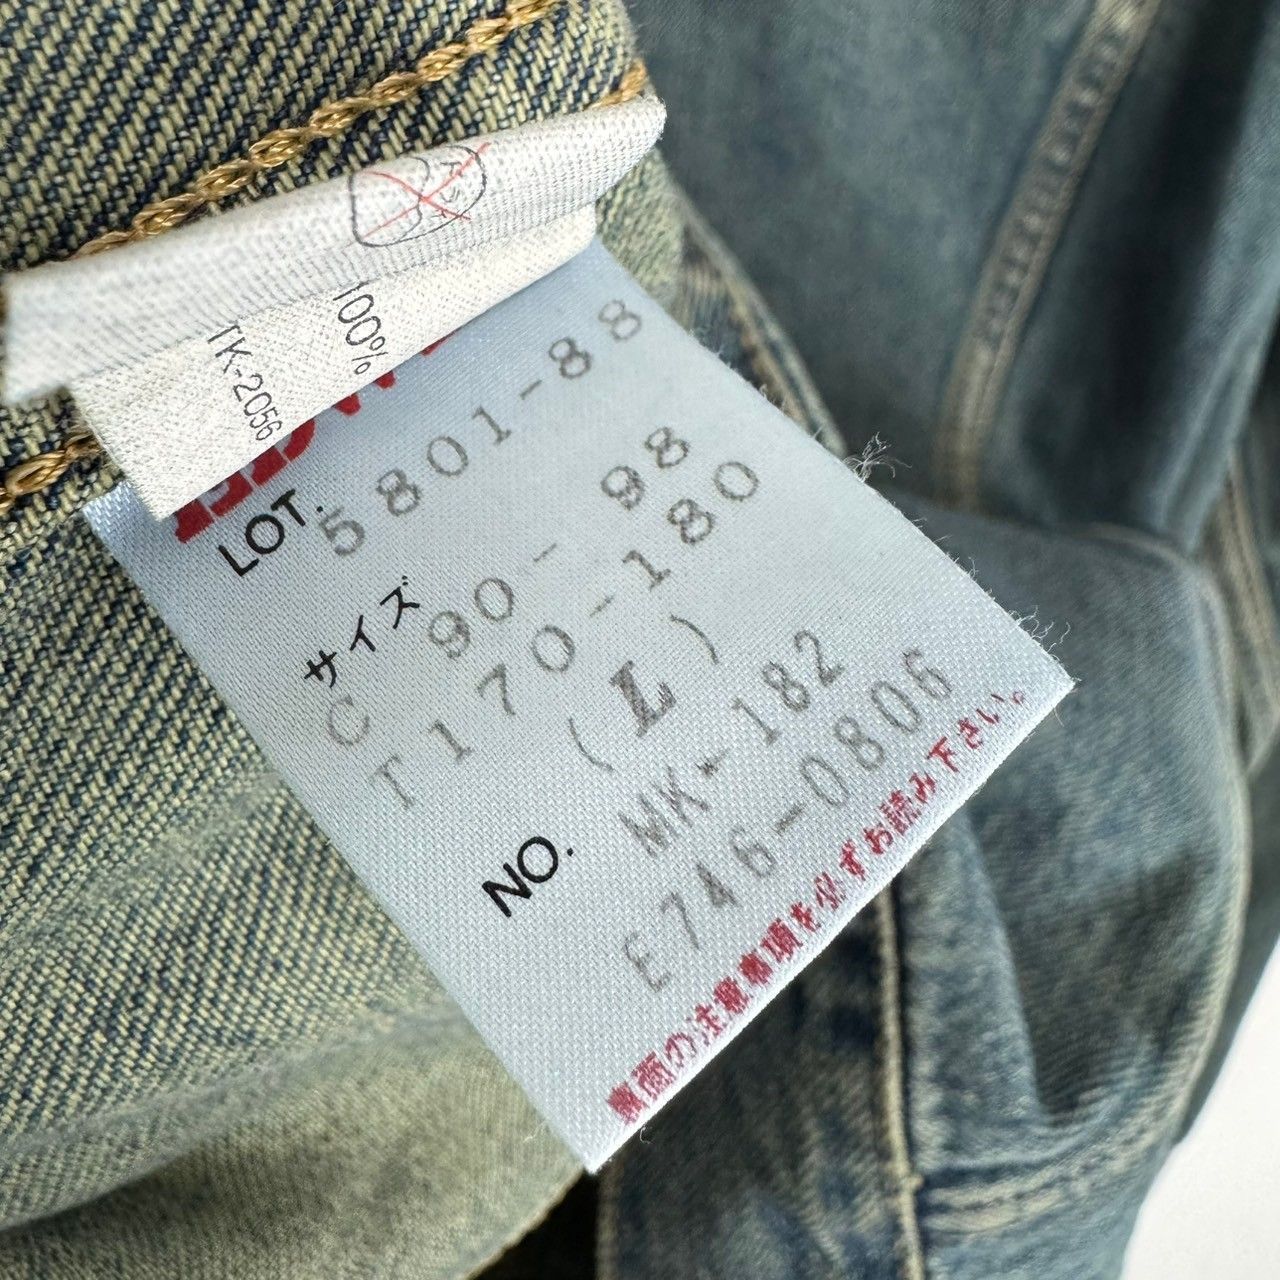 TK-2056
100%
LOT.
5801-88
サイズ
C 90-98
T170-180
(L)
NO.
MK-182
E746-0806
裏面の注意事項を必ずお読み下さい。